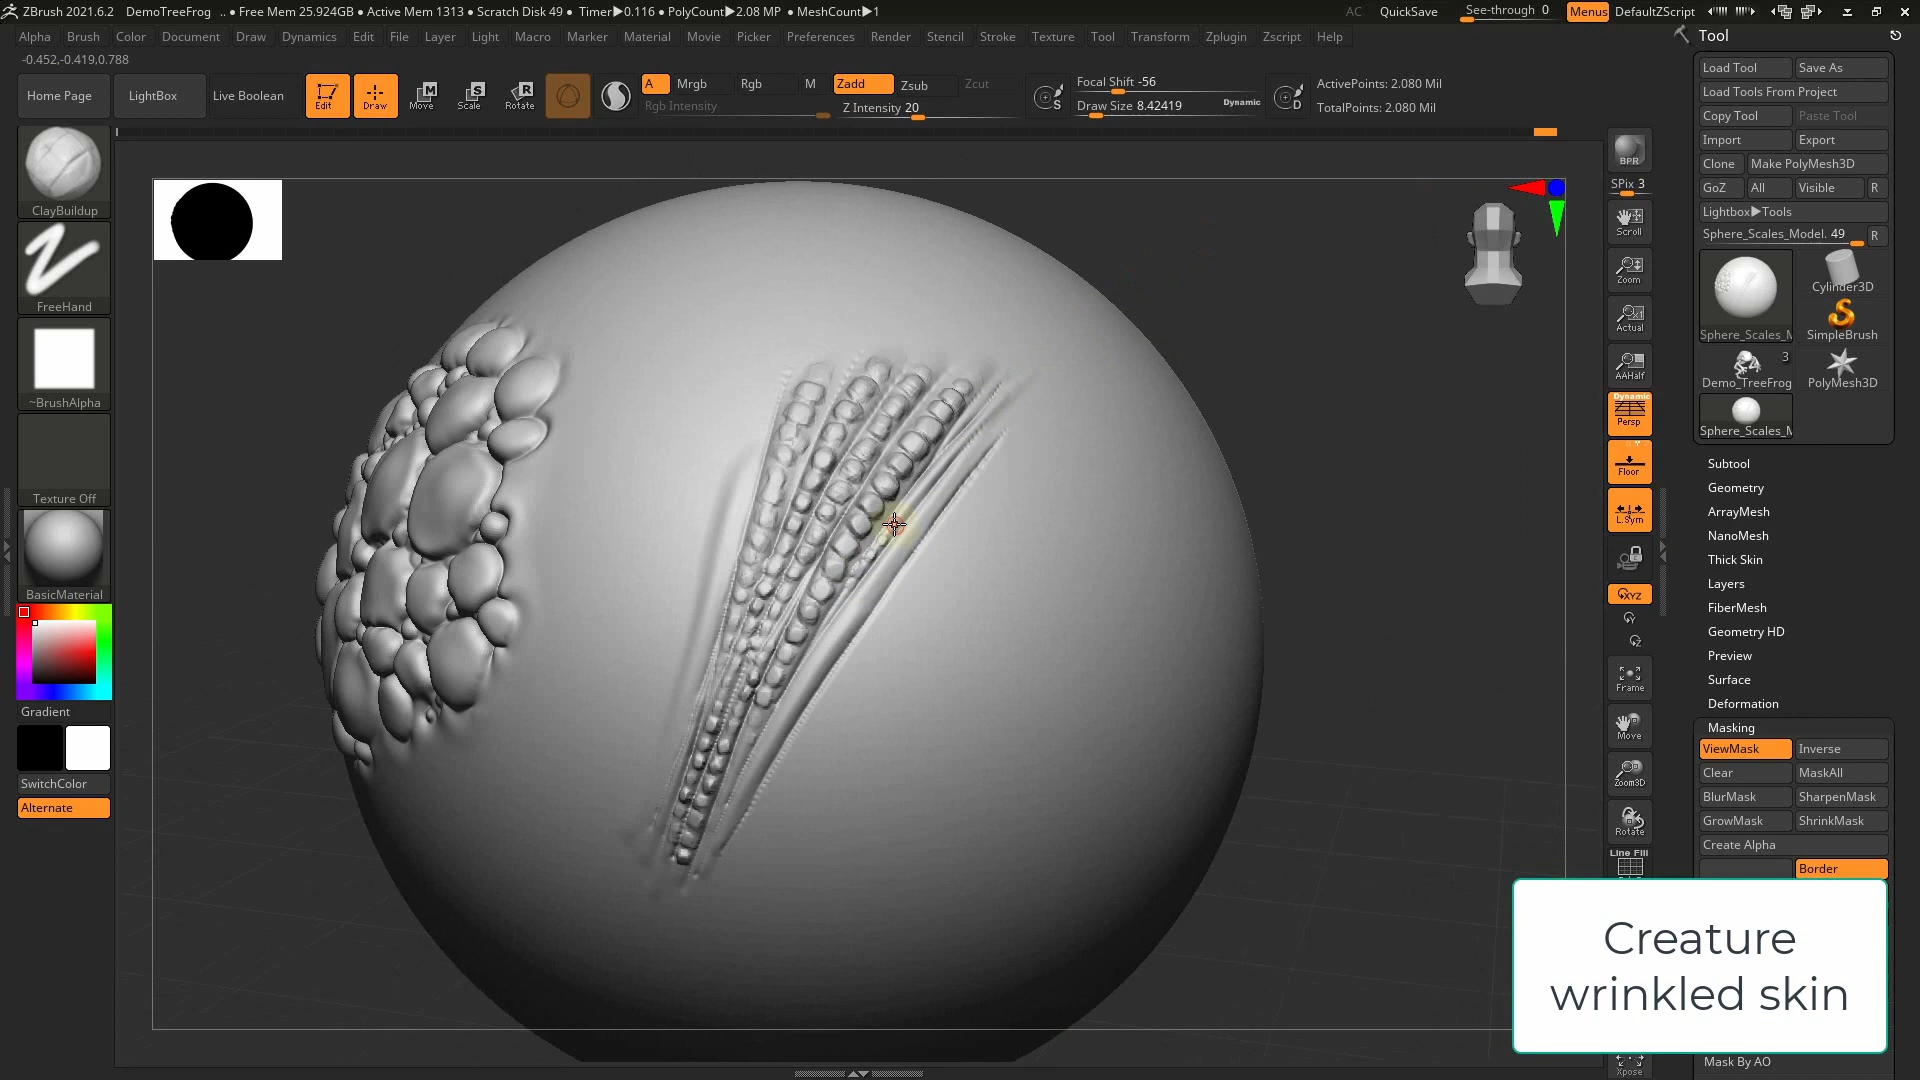 ZBrush 2021.6.2 DemoTreeFrog .. ● Free Mem 25.924GB ● Active Mem 1313 ● Scratch Disk 49 ● Timer▶0.116 ● PolyCount▶2.08 MP ● MeshCount▶1 AC QuickSave See-through 0 Menus DefaultZScript
Alpha Brush Color Document Draw Dynamics Edit File Layer Light Macro Marker Material Movie Picker Preferences Render Stencil Stroke Texture Tool Transform Zplugin Zscript Help
-0.452,-0.419,0.788
Home Page LightBox Live Boolean Edit Draw Move Scale Rotate
A Mrgb Rgb M Zadd Zsub Zcut
Rgb Intensity Z Intensity 20
S Focal Shift -56
Draw Size 8.42419 Dynamic
D ActivePoints: 2.080 Mil
TotalPoints: 2.080 Mil
ClayBuildup
FreeHand
~BrushAlpha
Texture Off
BasicMaterial
Gradient
SwitchColor
Alternate
BPR
SPix 3
Scroll
Zoom
Actual
AAHalf
Dynamic
Persp
Floor
L.Sym
XYZ
Y
Z
Frame
Move
Zoom3D
Rotate
Line Fill
Xpose
Tool
Load Tool Save As
Load Tools From Project
Copy Tool Paste Tool
Import Export
Clone Make PolyMesh3D
GoZ All Visible R
Lightbox▶Tools
Sphere_Scales_Model. 49 R
Cylinder3D
Sphere_Scales_M SimpleBrush
3
Demo_TreeFrog PolyMesh3D
Sphere_Scales_M
Subtool
Geometry
ArrayMesh
NanoMesh
Thick Skin
Layers
FiberMesh
Geometry HD
Preview
Surface
Deformation
Masking
ViewMask Inverse
Clear MaskAll
BlurMask SharpenMask
GrowMask ShrinkMask
Create Alpha
Border
Mask By AO
Creature
wrinkled skin